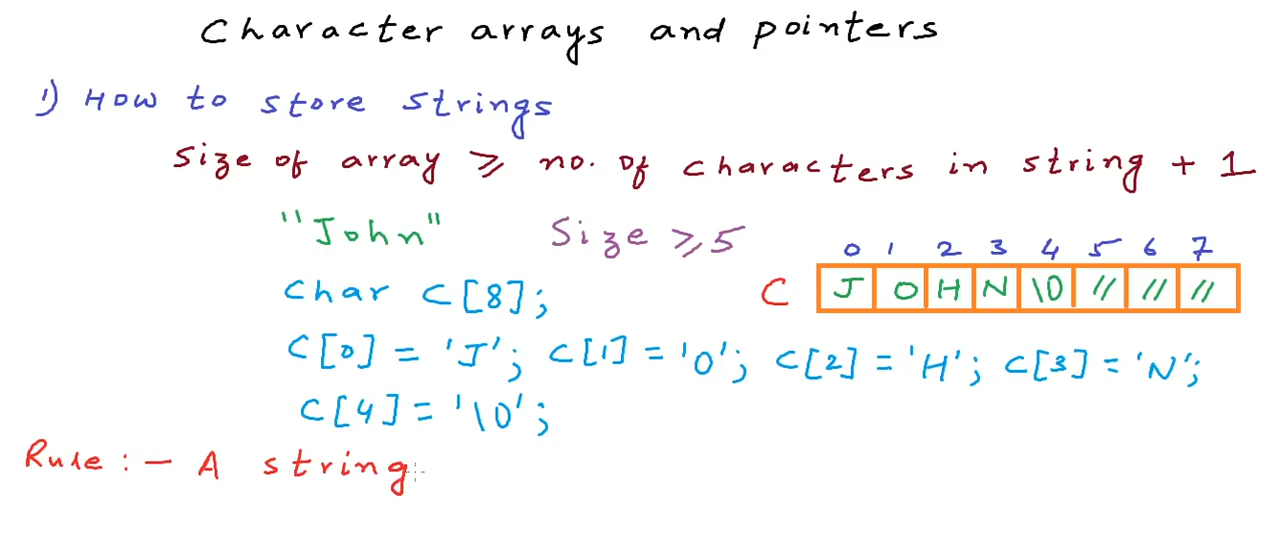 Character arrays and pointers
1) How to store strings
Size of array ≥ no. of characters in string + 1
"John" Size ≥ 5
0 1 2 3 4 5 6 7
char C[8]; C J O H N \0 // // //
C[0] = 'J'; C[1] = 'O'; C[2] = 'H'; C[3] = 'N';
C[4] = '\0';
Rule :- A string